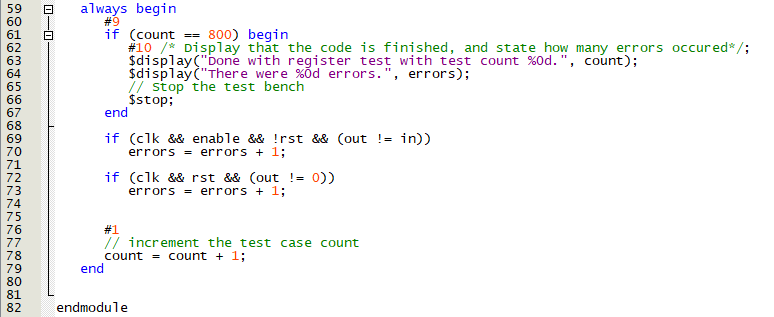 59 always begin
60 #9
61 if (count == 800) begin
62 #10 /* Display that the code is finished, and state how many errors occured*/;
63 $display("Done with register test with test count %0d.", count);
64 $display("There were %0d errors.", errors);
65 // Stop the test bench
66 $stop;
67 end
68
69 if (clk && enable && !rst && (out != in))
70 errors = errors + 1;
71
72 if (clk && rst && (out != 0))
73 errors = errors + 1;
74
75
76 #1
77 // increment the test case count
78 count = count + 1;
79 end
80
81
82 endmodule